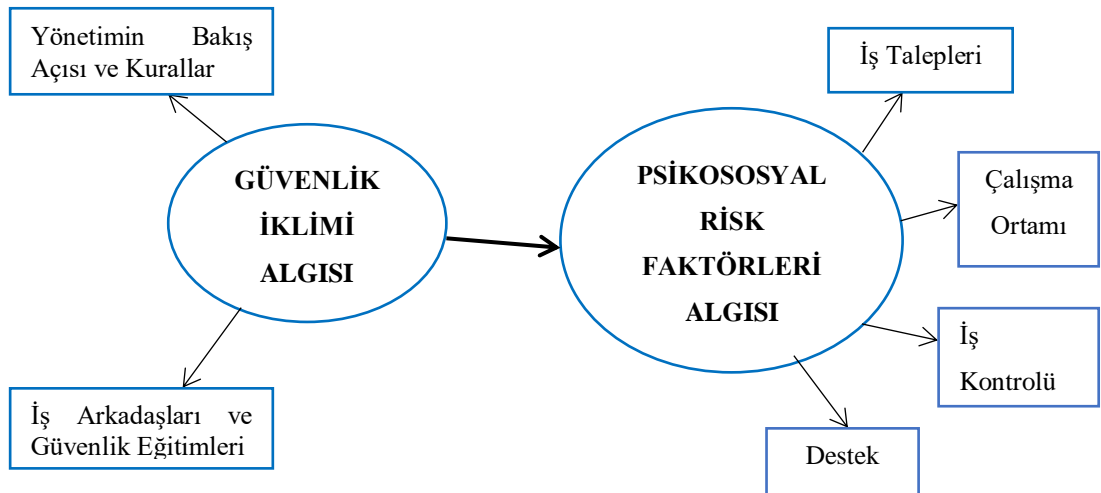 Yönetimin Bakış
Açısı ve Kurallar
GÜVENLİK
İKLİMİ
ALGISI
İş Arkadaşları ve
Güvenlik Eğitimleri
PSİKOSOSYAL
RİSK
FAKTÖRLERİ
ALGISI
İş Talepleri
Çalışma
Ortamı
İş
Kontrolü
Destek